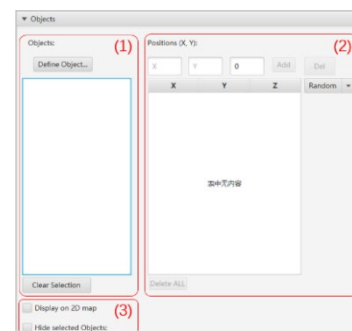 Objects
Objects:
(1)
Positions (X, Y):
(2)
Define Object...
X Y 0 Add Del
X Y Z Random
表中无内容
Clear Selection
Delete ALL
Display on 2D map
(3)
Hide selected Objects: